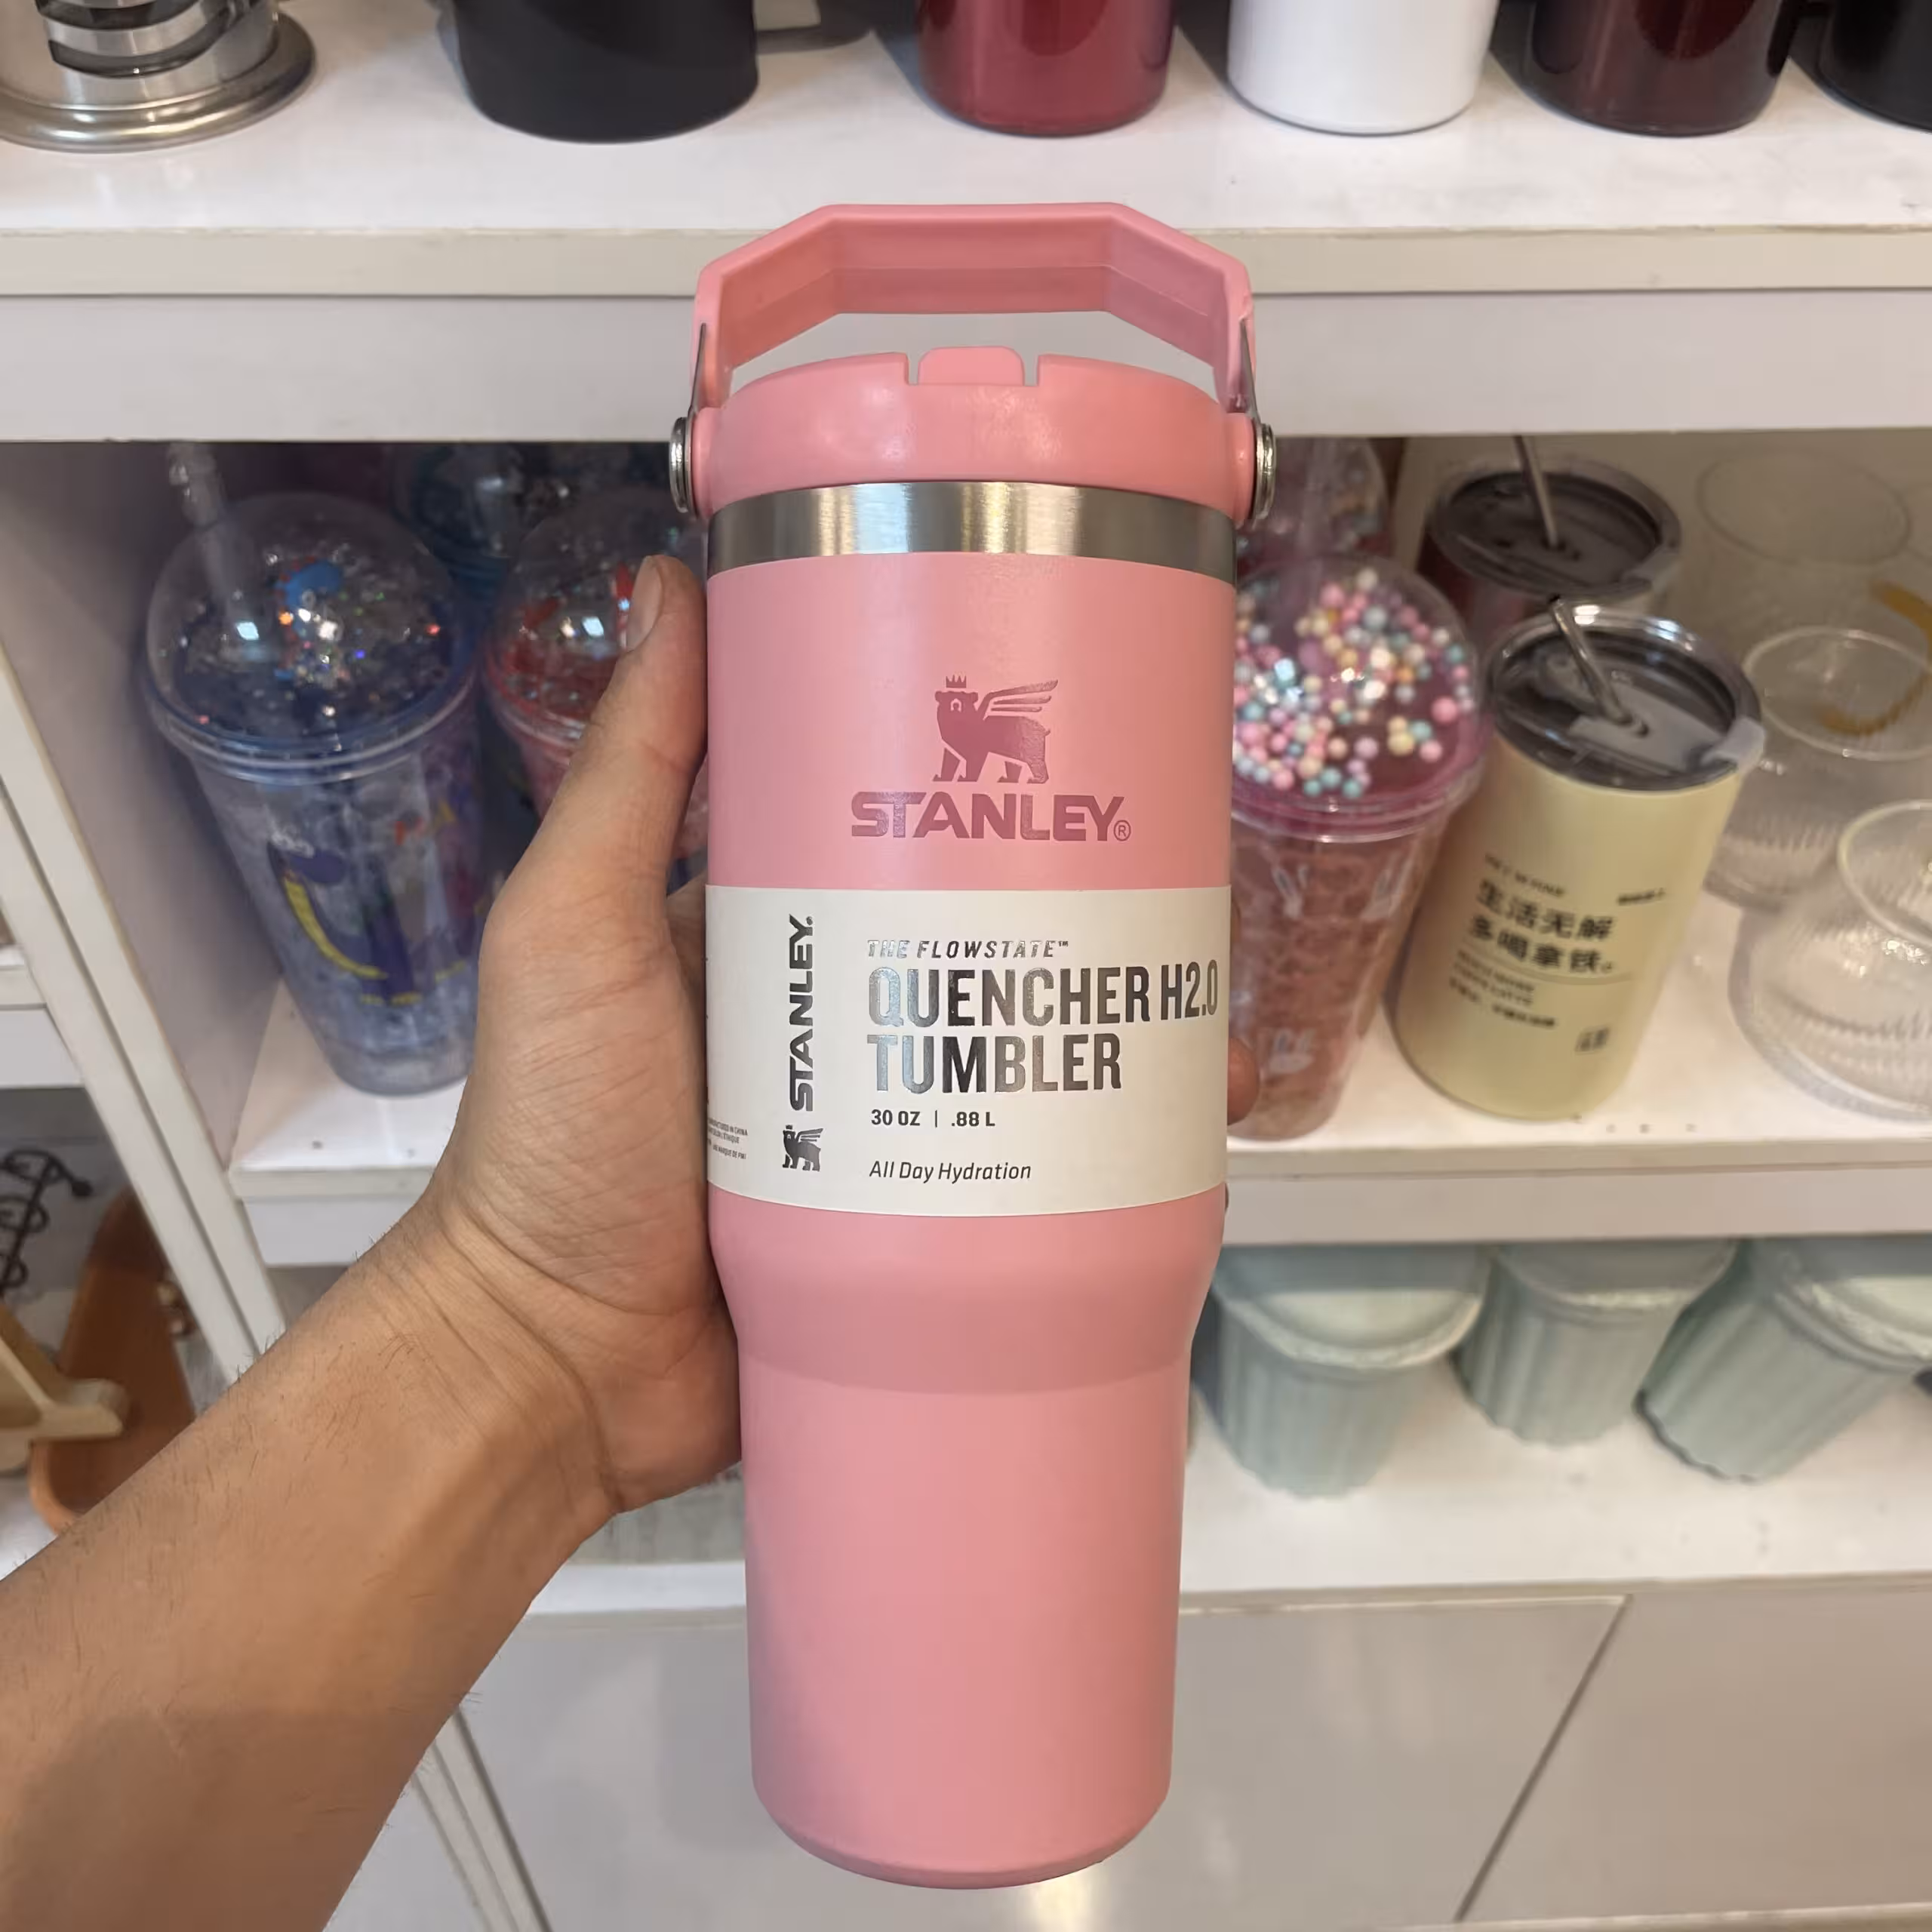 STANLEY®
STANLEY.
THE FLOWSTATE™
QUENCHER H2.0
TUMBLER
30 OZ | .88 L
All Day Hydration
生活无解
多喝拿铁。